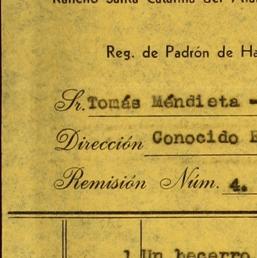 Rancho Santa Catarina del
Reg. de Padrón de
Sr. Tomás Méndieta -
Dirección Conocido
Remisión Núm. 4.
1 Un becerro